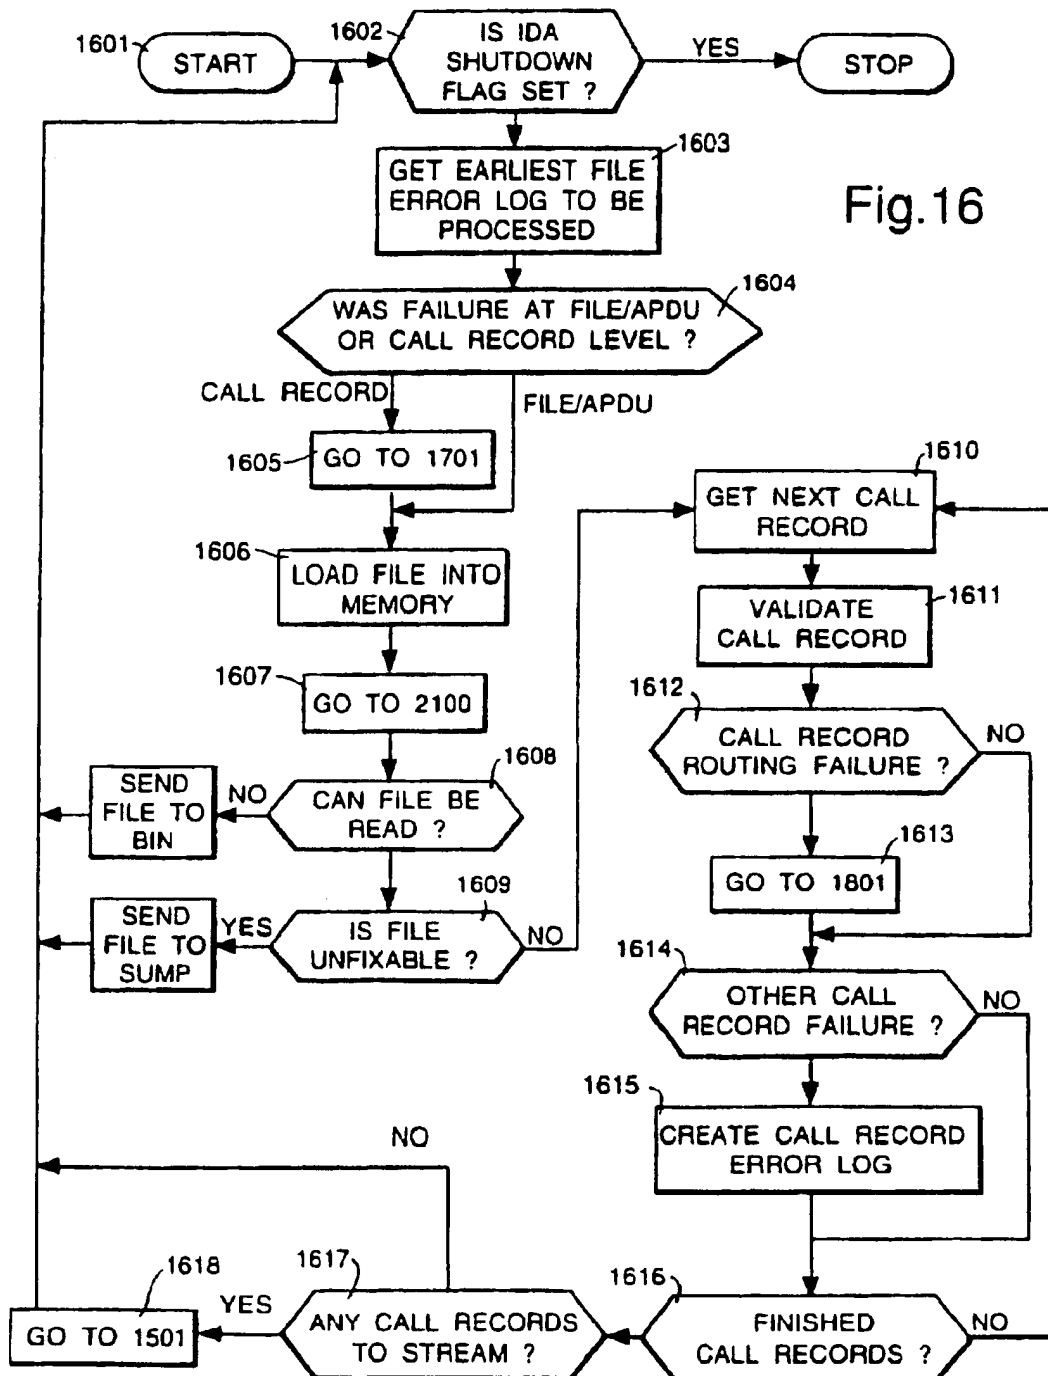 1601
START
1602
IS IDA
SHUTDOWN
FLAG SET ?
YES
STOP
1603
GET EARLIEST FILE
ERROR LOG TO BE
PROCESSED
Fig.16
1604
WAS FAILURE AT FILE/APDU
OR CALL RECORD LEVEL ?
CALL RECORD
FILE/APDU
1605
GO TO 1701
1606
LOAD FILE INTO
MEMORY
1607
GO TO 2100
1608
CAN FILE BE
READ ?
NO
SEND
FILE TO
BIN
1609
IS FILE
UNFIXABLE ?
YES
SEND
FILE TO
SUMP
NO
1610
GET NEXT CALL
RECORD
1611
VALIDATE
CALL RECORD
1612
CALL RECORD
ROUTING FAILURE ?
NO
1613
GO TO 1801
1614
OTHER CALL
RECORD FAILURE ?
NO
1615
CREATE CALL RECORD
ERROR LOG
1616
FINISHED
CALL RECORDS ?
NO
1617
ANY CALL RECORDS
TO STREAM ?
NO
YES
1618
GO TO 1501